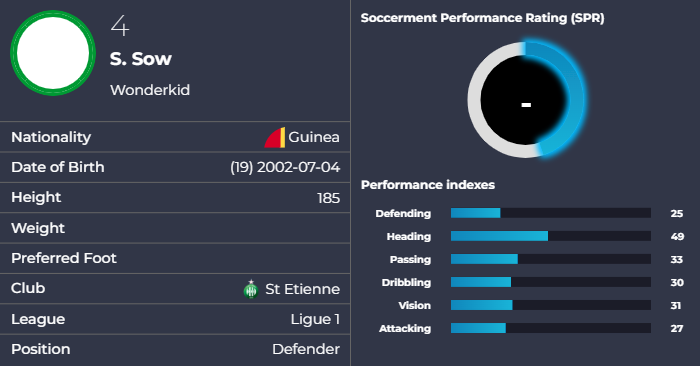 4
S. Sow
Wonderkid
Nationality Guinea
Date of Birth (19) 2002-07-04
Height 185
Weight
Preferred Foot
Club St Etienne
League Ligue 1
Position Defender
Soccerment Performance Rating (SPR)
-
Performance indexes
Defending 25
Heading 49
Passing 33
Dribbling 30
Vision 31
Attacking 27